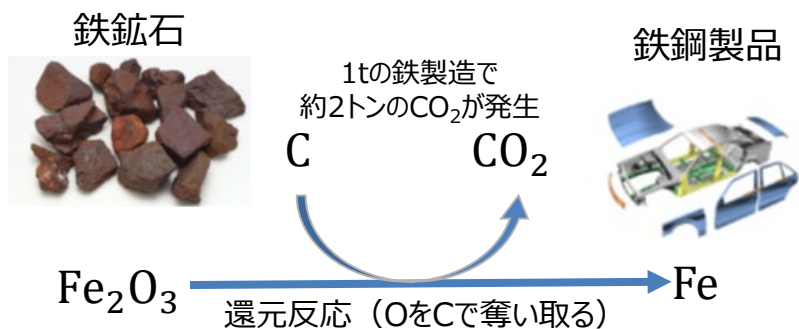 鉄鉱石
鉄鋼製品
1tの鉄製造で
約2トンのCO₂が発生
C
CO₂
Fe₂O₃
Fe
還元反応（OをCで奪い取る）